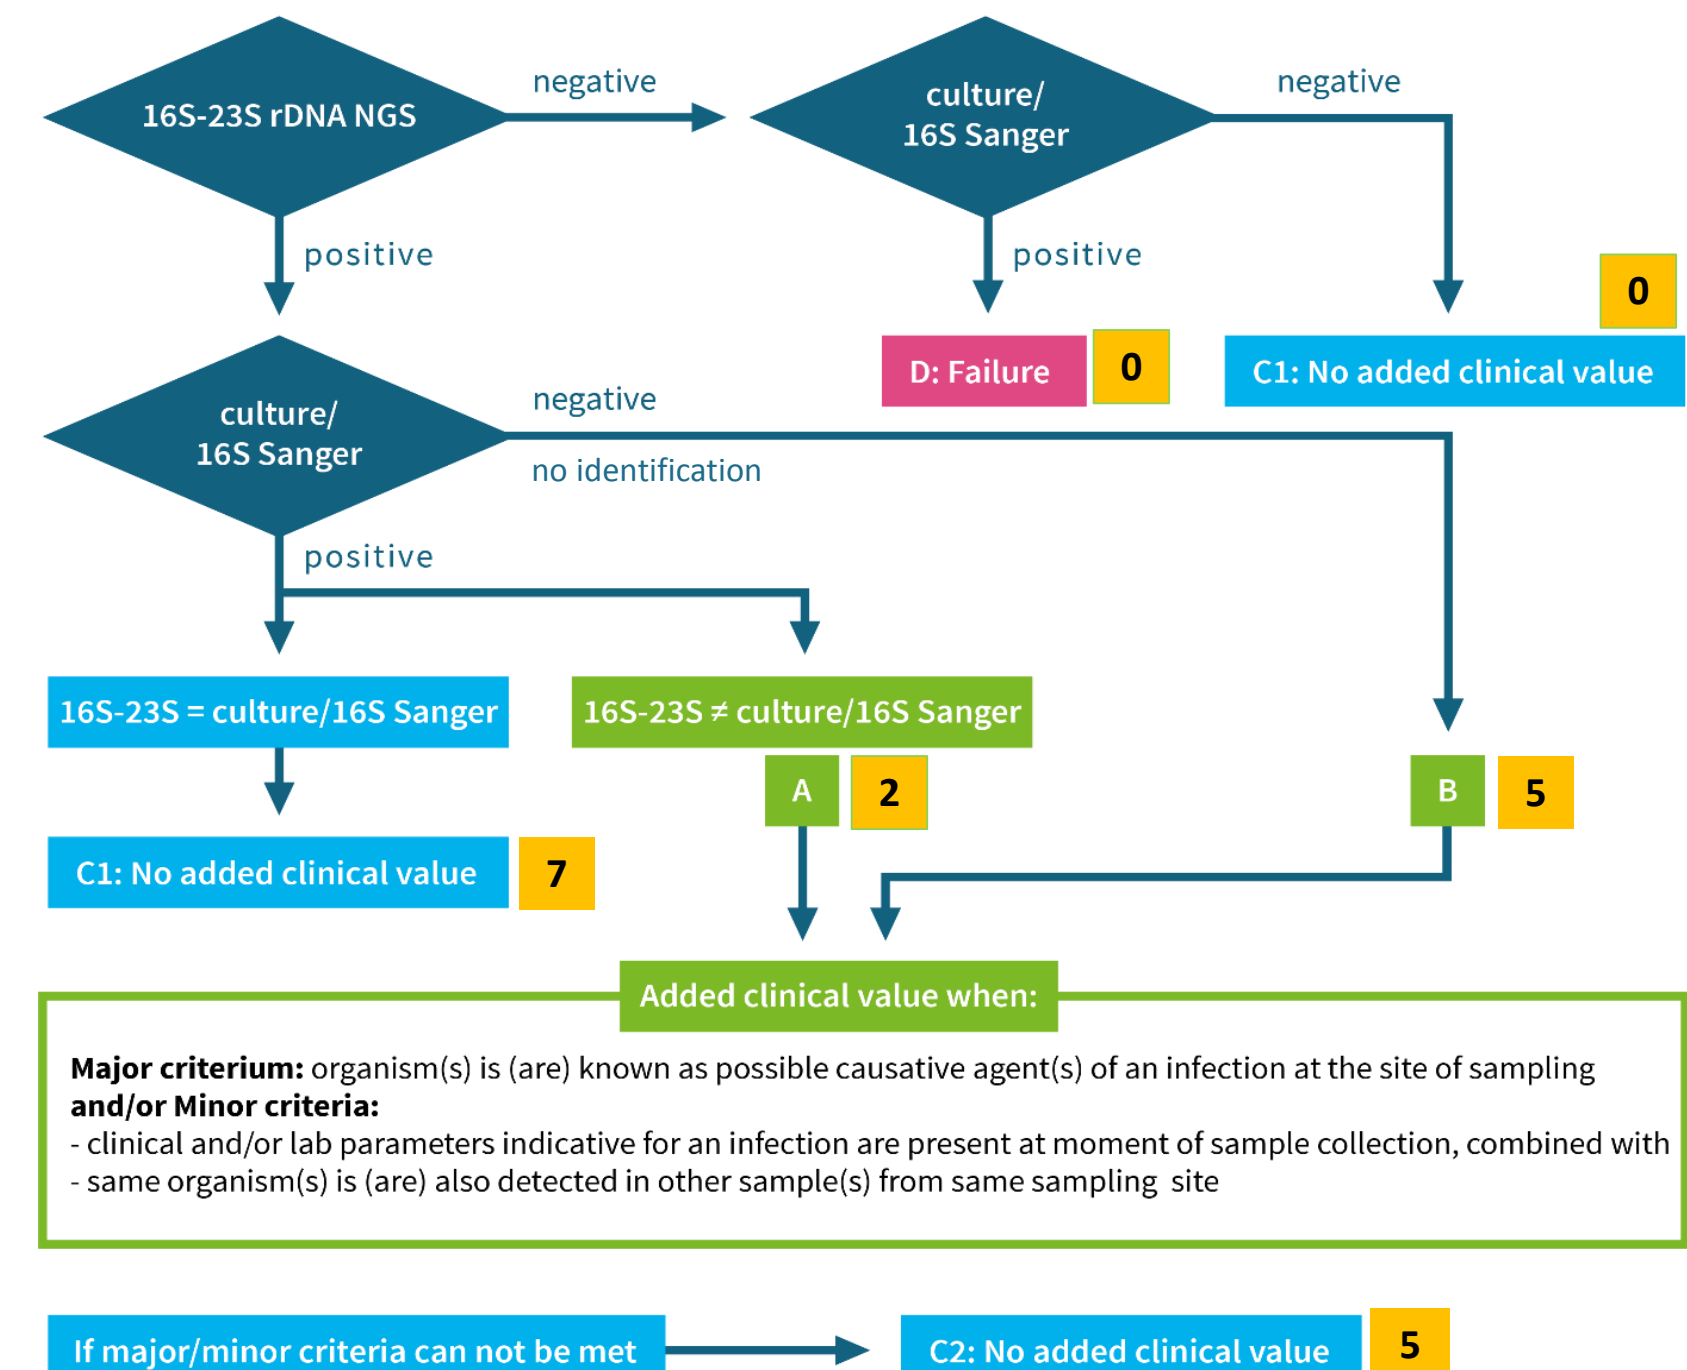 16S-23S rDNA NGS
negative
culture/
16S Sanger
negative
positive
positive
0
D: Failure
0
C1: No added clinical value
culture/
16S Sanger
negative
no identification
positive
16S-23S = culture/16S Sanger
16S-23S ≠ culture/16S Sanger
A
2
B
5
C1: No added clinical value
7
Added clinical value when:
Major criterium: organism(s) is (are) known as possible causative agent(s) of an infection at the site of sampling
and/or Minor criteria:
- clinical and/or lab parameters indicative for an infection are present at moment of sample collection, combined with
- same organism(s) is (are) also detected in other sample(s) from same sampling site
If major/minor criteria can not be met
C2: No added clinical value
5